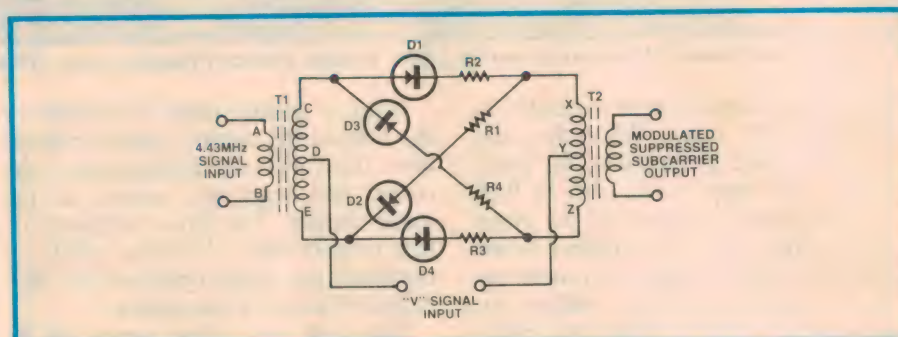 D1
R2
T1
C
X
T2
A
D3
R1
4.43MHz
SIGNAL
INPUT
D
Y
MODULATED
SUPPRESSED
SUBCARRIER
OUTPUT
B
D2
R4
E
Z
D4
R3
"V" SIGNAL
INPUT